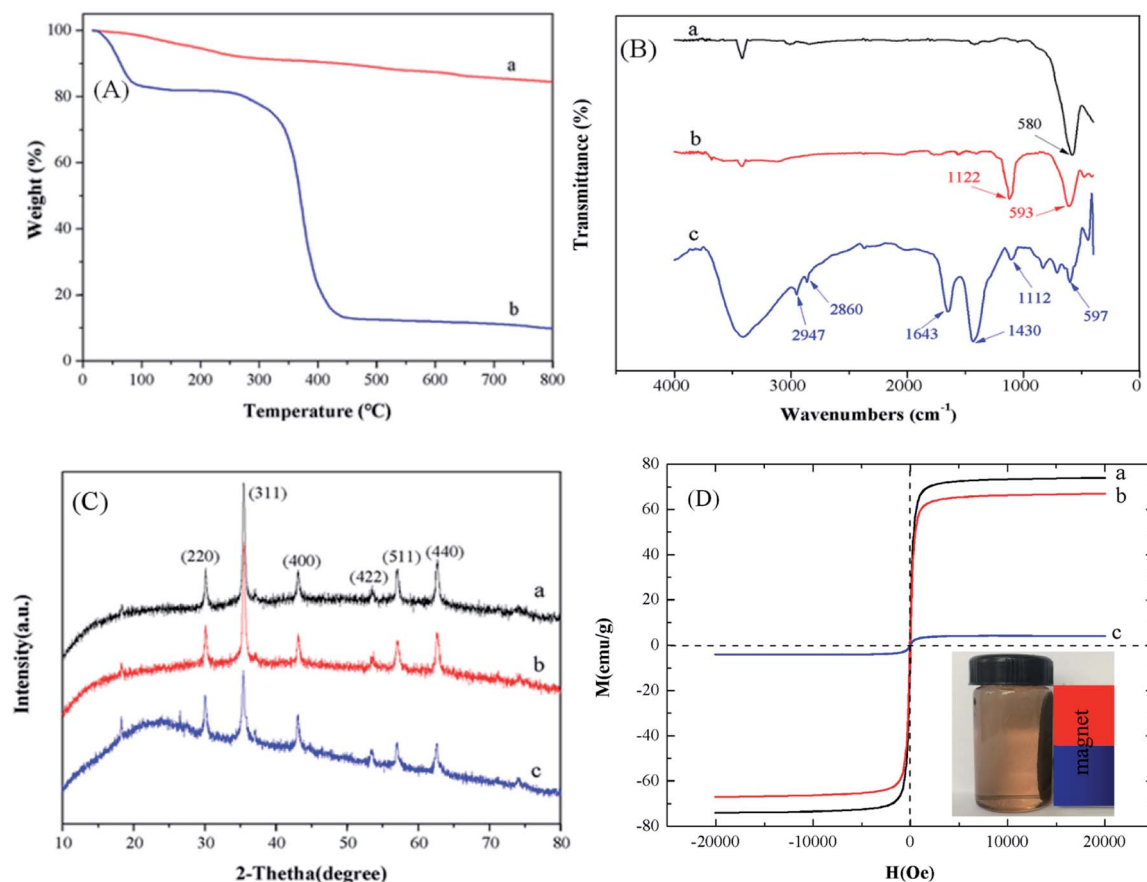 (A)
Weight (%)
100
80
60
40
20
0
a
b
0 100 200 300 400 500 600 700 800
Temperature (°C)
(B)
Transmittance (%)
a
580
b
1122
593
c
2947
2860
1643
1430
1112
597
4000 3000 2000 1000 0
Wavenumbers (cm-1)
(C)
Intensity(a.u.)
(220)
(311)
(400)
(422)
(511)
(440)
a
b
c
10 20 30 40 50 60 70 80
2-Thetha(degree)
(D)
M(emu/g)
80
60
40
20
0
-20
-40
-60
-80
a
b
c
magnet
-20000 -10000 0 10000 20000
H(Oe)